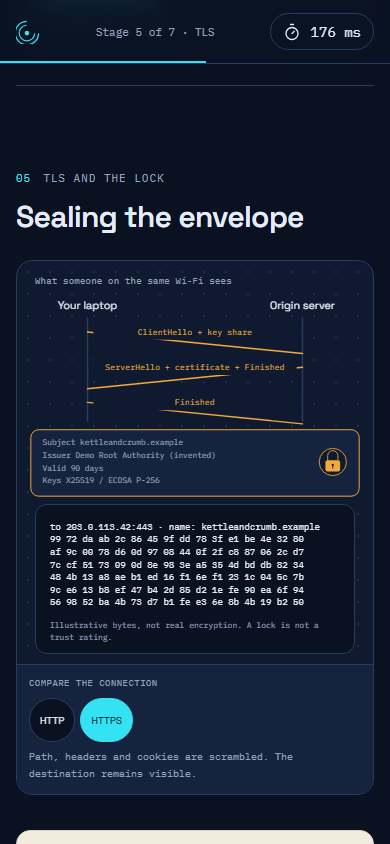 Stage 5 of 7 · TLS
176 ms
05 TLS AND THE LOCK
Sealing the envelope
What someone on the same Wi-Fi sees
Your laptop
Origin server
ClientHello + key share
ServerHello + certificate + Finished
Finished
Subject kettleandcrumb.example
Issuer Demo Root Authority (invented)
Valid 90 days
Keys X25519 / ECDSA P-256
to 203.0.113.42:443 · name: kettleandcrumb.example
99 72 da ab 2c 86 45 9f dd 78 3f e1 be 4e 32 80
af 9c 00 78 d6 0d 97 08 44 0f 2f c8 87 06 2c d7
7c cf 51 73 09 0d 8e 98 3e a5 35 4d bd db 82 34
48 4b 13 a8 ae b1 ed 16 f1 6e f1 23 1c 04 5c 7b
9c e6 13 b8 ef 47 b4 2d 85 d2 1e fe 90 ea 6f 94
56 98 52 ba 4b 73 d7 b1 fe e3 6e 8b 4b 19 b2 50
Illustrative bytes, not real encryption. A lock is not a
trust rating.
COMPARE THE CONNECTION
HTTP
HTTPS
Path, headers and cookies are scrambled. The
destination remains visible.